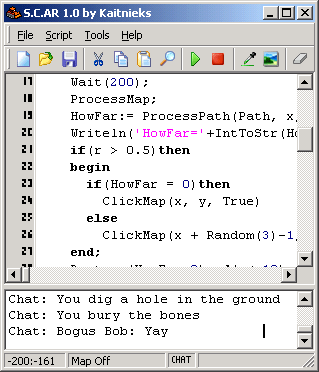 S.C.AR 1.0 by Kaitnieks
File Script Tools Help
17 Wait(200);
18 ProcessMap;
19 HowFar:= ProcessPath(Path, x,
20 Writeln('HowFar='+IntToStr(Ho
21 if(r > 0.5)then
22 begin
23 if(HowFar = 0)then
24 ClickMap(x, y, True)
25 else
26 ClickMap(x + Random(3)-1,
27 end;
Chat: You dig a hole in the ground
Chat: You bury the bones
Chat: Bogus Bob: Yay
-200:-161 Map Off CHAT